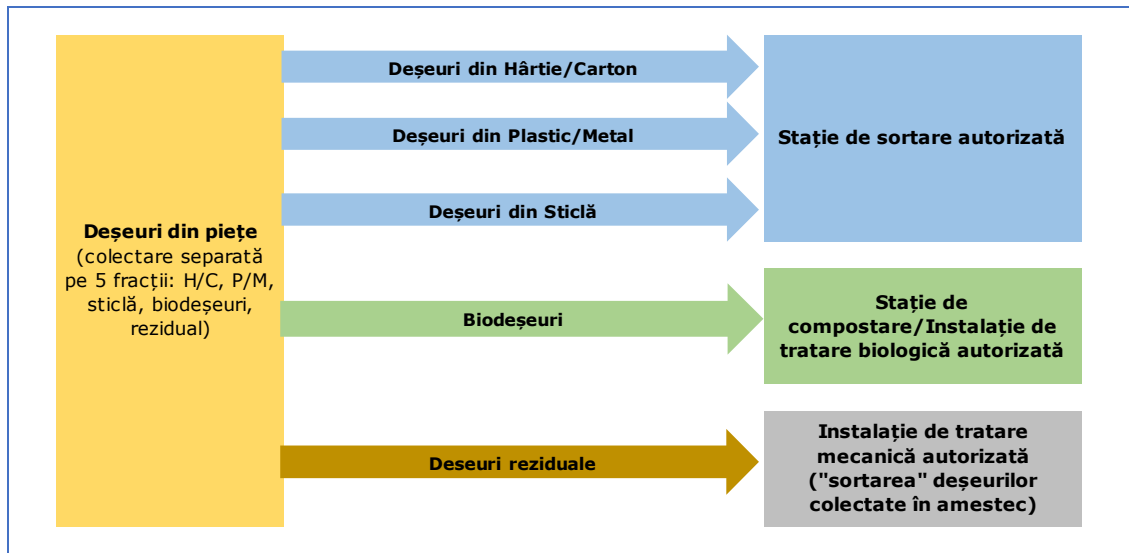 Deșeuri din piețe
(colectare separată
pe 5 fracții: H/C, P/M,
sticlă, biodeșeuri,
rezidual)
Deșeuri din Hârtie/Carton
Deșeuri din Plastic/Metal
Deșeuri din Sticlă
Stație de sortare autorizată
Biodeșeuri
Stație de
compostare/Instalație de
tratare biologică autorizată
Deseuri reziduale
Instalație de tratare
mecanică autorizată
("sortarea" deșeurilor
colectate în amestec)